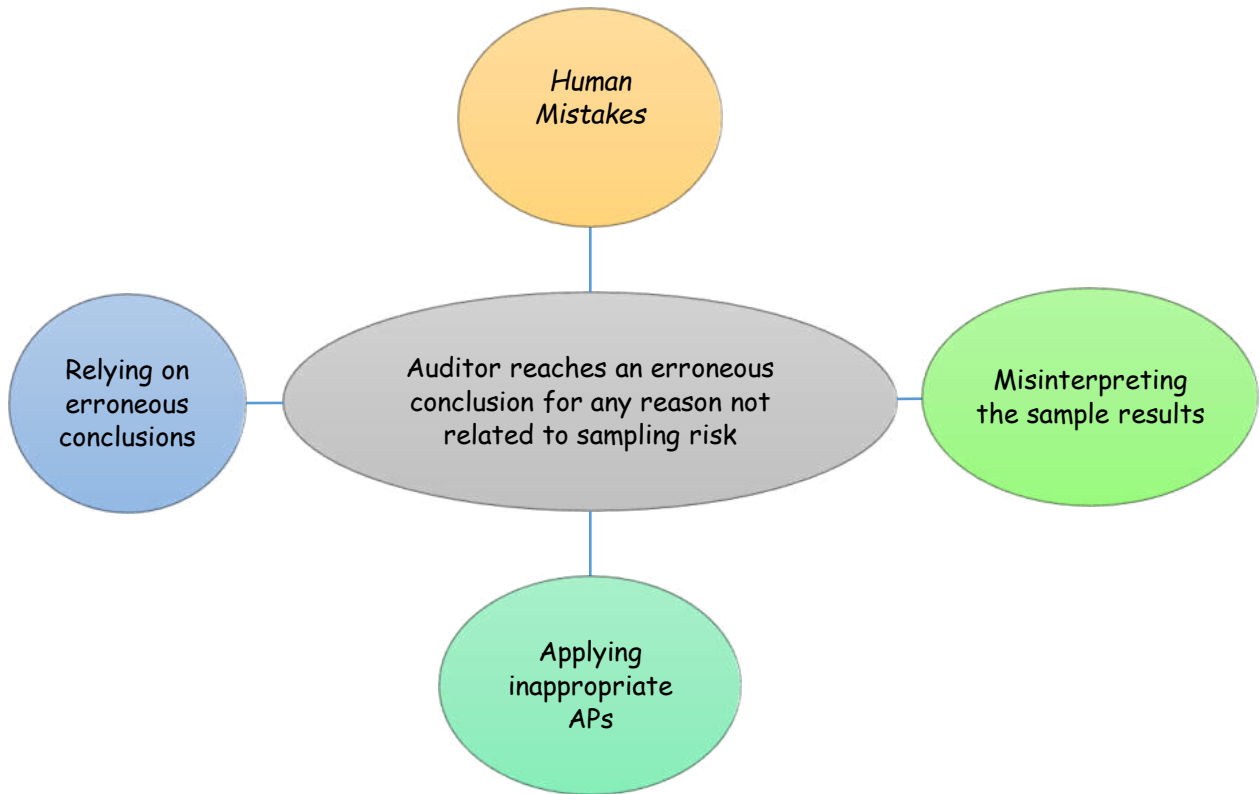 Human
Mistakes
Relying on
erroneous
conclusions
Auditor reaches an erroneous
conclusion for any reason not
related to sampling risk
Misinterpreting
the sample results
Applying
inappropriate
APs